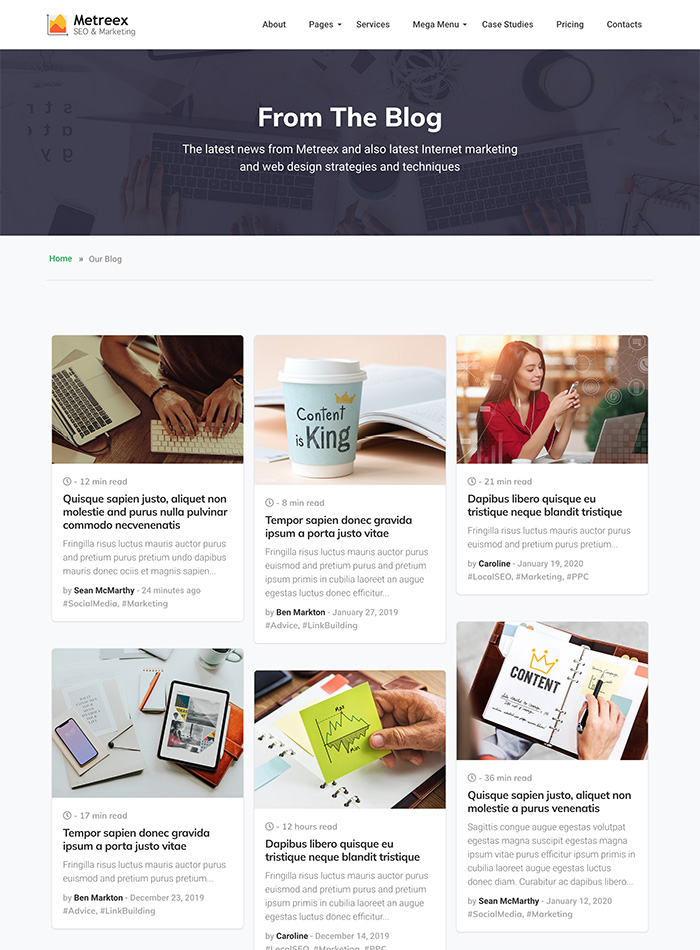 Metreex
SEO & Marketing
About
Pages
Services
Mega Menu
Case Studies
Pricing
Contacts
From The Blog
The latest news from Metreex and also latest Internet marketing
and web design strategies and techniques
Home » Our Blog
- 12 min read
Quisque sapien justo, aliquet non
molestie and purus nulla pulvinar
commodo necvenenatis
Fringilla risus luctus mauris auctor purus
and pretium purus pretium undo dapibus
mauris donec ociis et magnis sapien...
by Sean McMarthy - 24 minutes ago
#SocialMedia, #Marketing
Content
is King
- 8 min read
Tempor sapien donec gravida
ipsum a porta justo vitae
Fringilla risus luctus mauris auctor purus
euismod and pretium purus and pretium
ipsum primis in cubilia laoreet an augue
egestas luctus donec efficitur...
by Ben Markton - January 27, 2019
#Advice, #LinkBuilding
- 21 min read
Dapibus libero quisque eu
tristique neque blandit tristique
Fringilla risus luctus mauris auctor purus
euismod and pretium purus pretium...
by Caroline - January 19, 2020
#LocalSEO, #Marketing, #PPC
- 17 min read
Tempor sapien donec gravida
ipsum a porta justo vitae
Fringilla risus luctus mauris auctor purus
euismod and pretium purus pretium...
by Ben Markton - December 23, 2019
#Advice, #LinkBuilding
Max
Min
- 12 hours read
Dapibus libero quisque eu
tristique neque blandit tristique
Fringilla risus luctus mauris auctor purus
euismod and pretium purus and pretium
ipsum primis in cubilia laoreet an augue
egestas luctus donec efficitur...
by Caroline - December 14, 2019
#LocalSEO, #Marketing, #PPC
CONTENT
- 36 min read
Quisque sapien justo, aliquet non
molestie a purus venenatis
Sagittis congue augue egestas volutpat
egestas magna suscipit egestas magna
ipsum vitae purus efficitur ipsum primis in
cubilia laoreet augue egestas luctus
donec diam. Curabitur ac dapibus libero...
by Sean McMarthy - January 12, 2020
#SocialMedia, #Marketing